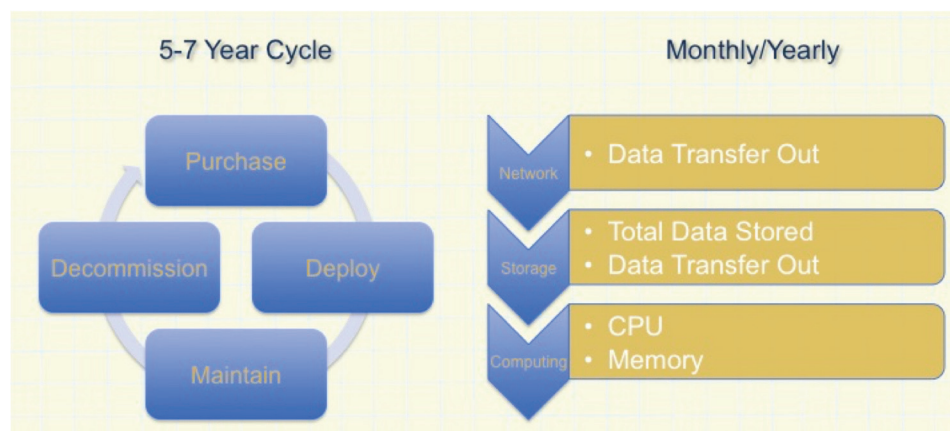 5-7 Year Cycle
Purchase
Deploy
Maintain
Decommission
Monthly/Yearly
Network
• Data Transfer Out
Storage
• Total Data Stored
• Data Transfer Out
Computing
• CPU
• Memory